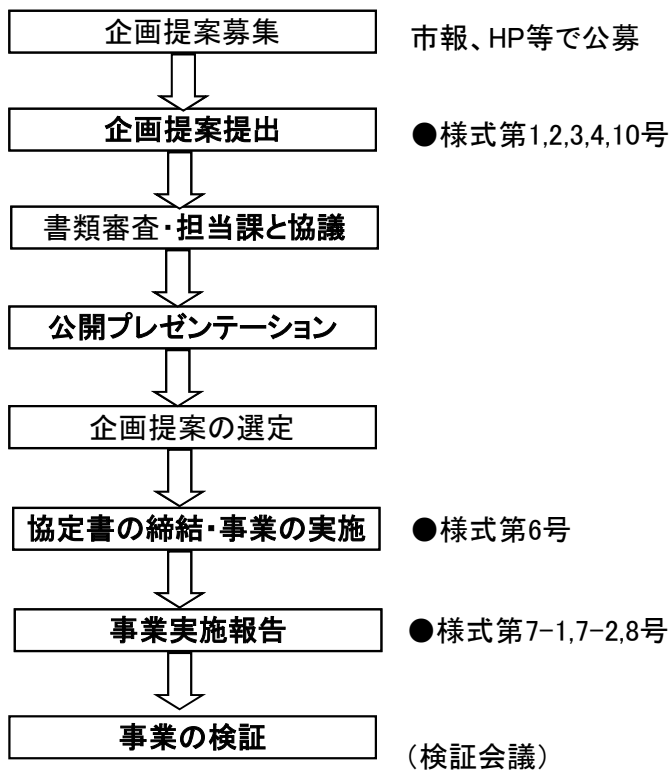 企画提案募集 市報、HP等で公募
企画提案提出 ●様式第1,2,3,4,10号
書類審査・担当課と協議
公開プレゼンテーション
企画提案の選定
協定書の締結・事業の実施 ●様式第6号
事業実施報告 ●様式第7-1,7-2,8号
事業の検証 (検証会議)